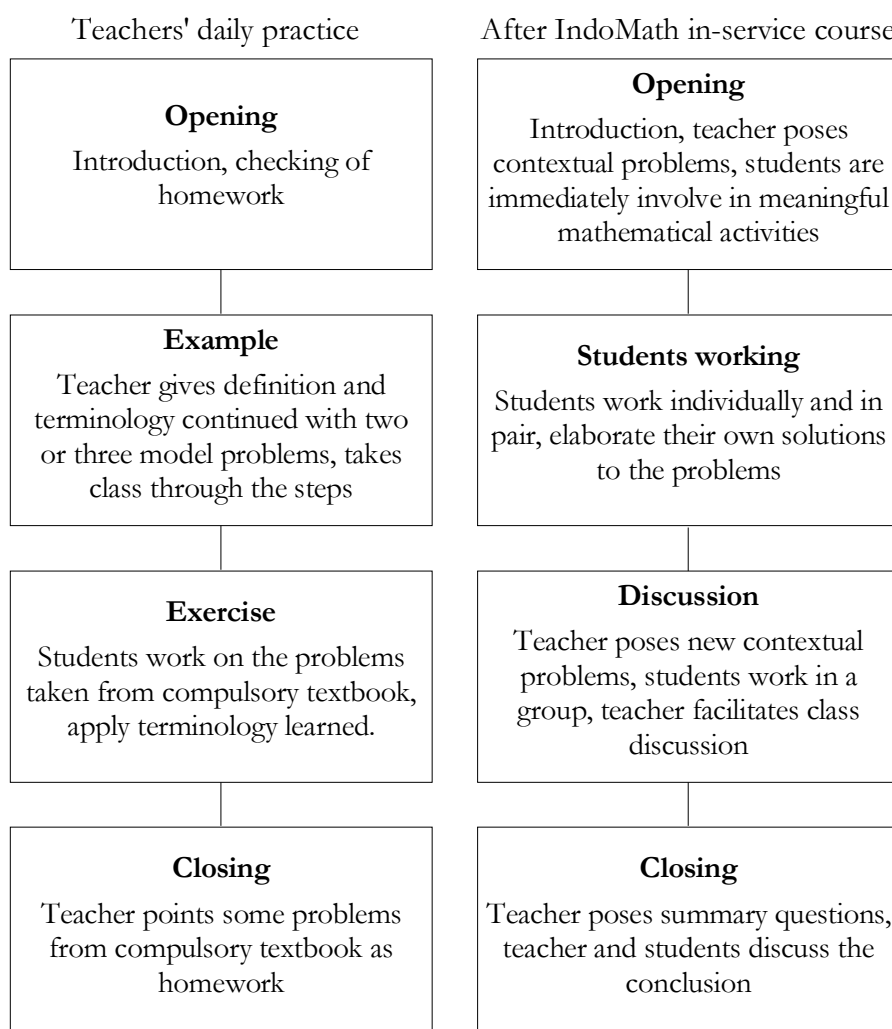 Teachers' daily practice
Opening
Introduction, checking of
homework
Example
Teacher gives definition and
terminology continued with two
or three model problems, takes
class through the steps
Exercise
Students work on the problems
taken from compulsory textbook,
apply terminology learned.
Closing
Teacher points some problems
from compulsory textbook as
homework
After IndoMath in-service course
Opening
Introduction, teacher poses
contextual problems, students are
immediately involve in meaningful
mathematical activities
Students working
Students work individually and in
pair, elaborate their own solutions
to the problems
Discussion
Teacher poses new contextual
problems, students work in a
group, teacher facilitates class
discussion
Closing
Teacher poses summary questions,
teacher and students discuss the
conclusion